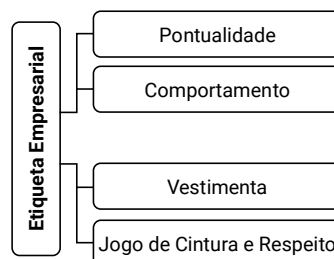 Etiqueta Empresarial
Pontualidade
Comportamento
Vestimenta
Jogo de Cintura e Respeito